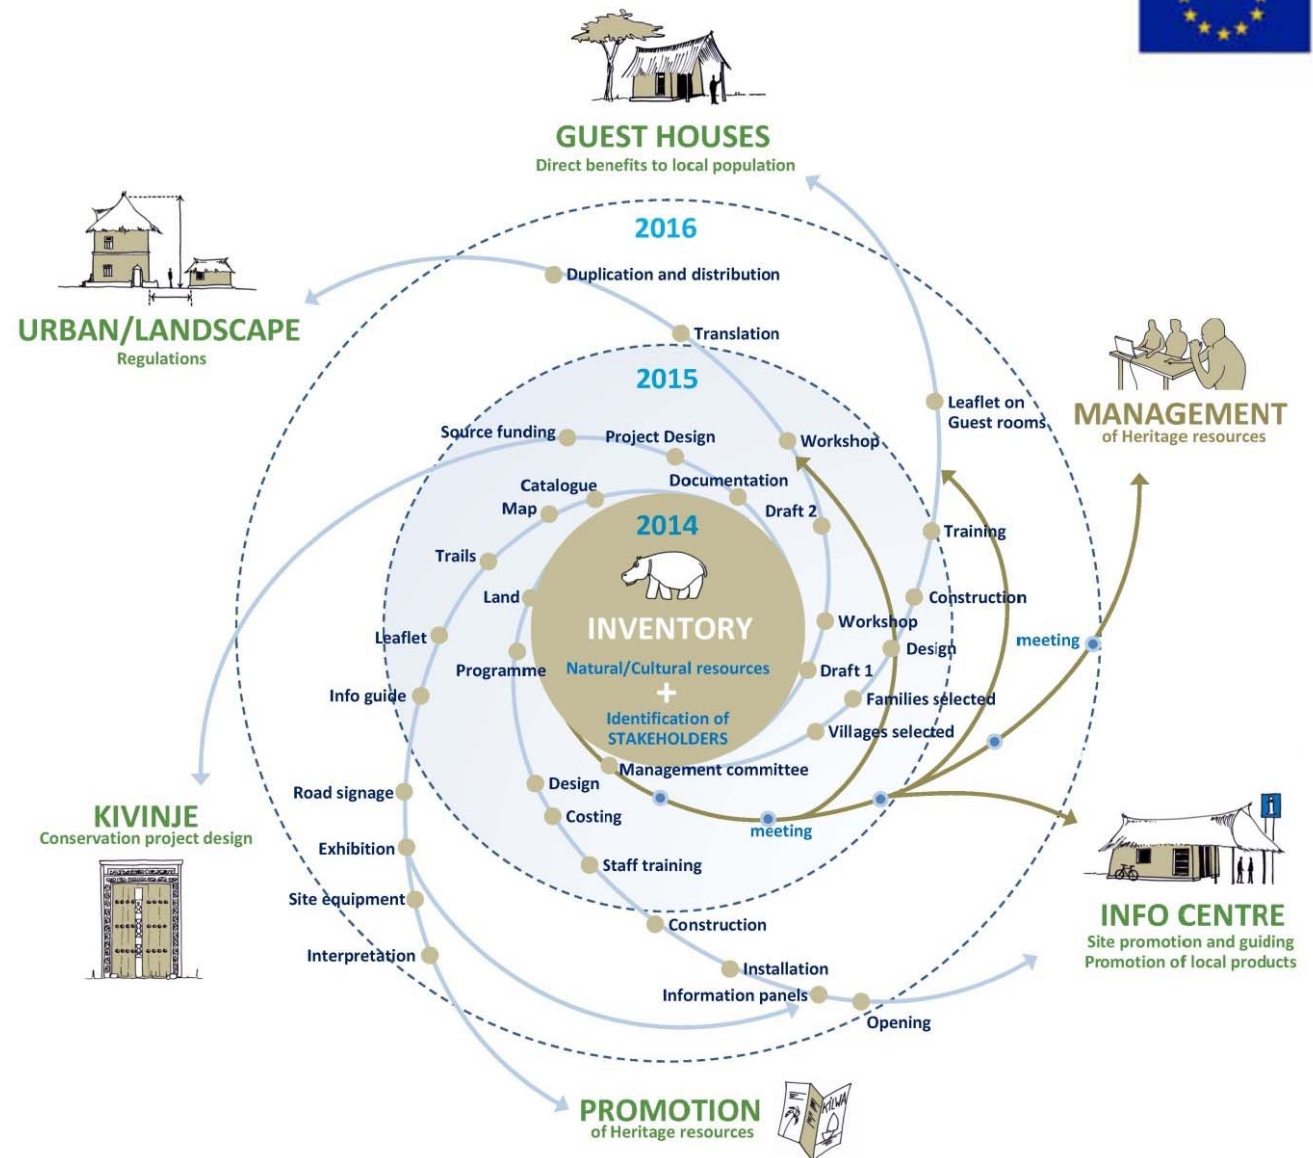 GUEST HOUSES
Direct benefits to local population
2016
Duplication and distribution
URBAN/LANDSCAPE
Regulations
Translation
2015
Leaflet on
Guest rooms
MANAGEMENT
of Heritage resources
Source funding
Project Design
Workshop
Catalogue
Documentation
Map
Draft 2
2014
Trails
Training
Land
Construction
INVENTORY
Workshop
Leaflet
meeting
Design
Programme
Natural/Cultural resources
+
Draft 1
Info guide
Families selected
Identification of
STAKEHOLDERS
Villages selected
Management committee
Design
Road signage
Costing
meeting
KIVINJE
Conservation project design
Exhibition
Staff training
i
Site equipment
Construction
INFO CENTRE
Site promotion and guiding
Promotion of local products
Interpretation
Installation
Information panels
Opening
PROMOTION
of Heritage resources
KILWA